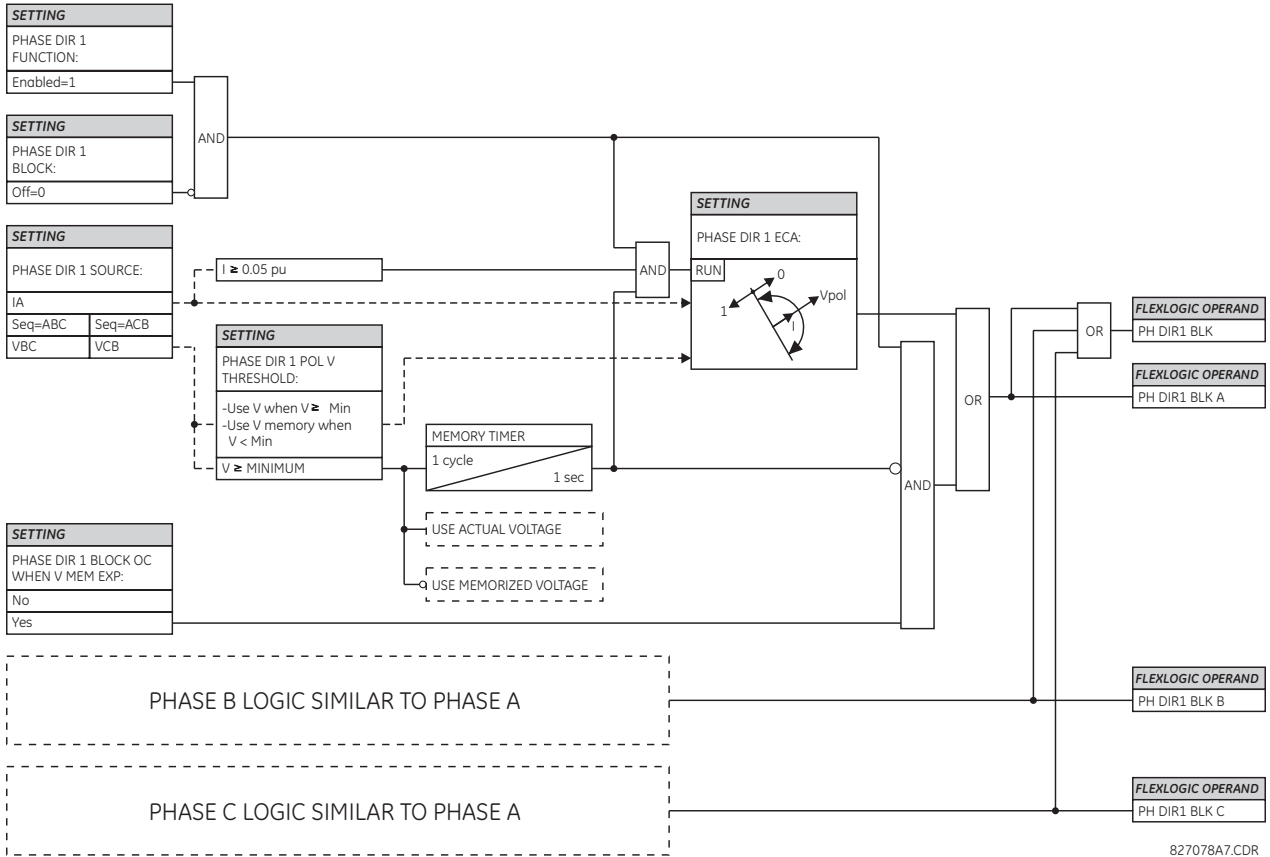 SETTING
PHASE DIR 1
FUNCTION:
Enabled=1
SETTING
PHASE DIR 1
BLOCK:
Off=0
AND
SETTING
PHASE DIR 1 SOURCE:
IA
Seq=ABC Seq=ACB
VBC VCB
I ≥ 0.05 pu
SETTING
PHASE DIR 1 POL V
THRESHOLD:
-Use V when V ≥ Min
-Use V memory when
V < Min
V ≥ MINIMUM
MEMORY TIMER
1 cycle
1 sec
USE ACTUAL VOLTAGE
USE MEMORIZED VOLTAGE
AND
SETTING
PHASE DIR 1 ECA:
RUN
0
1
Vpol
I
AND
OR
OR
FLEXLOGIC OPERAND
PH DIR1 BLK
FLEXLOGIC OPERAND
PH DIR1 BLK A
SETTING
PHASE DIR 1 BLOCK OC
WHEN V MEM EXP:
No
Yes
PHASE B LOGIC SIMILAR TO PHASE A
FLEXLOGIC OPERAND
PH DIR1 BLK B
PHASE C LOGIC SIMILAR TO PHASE A
FLEXLOGIC OPERAND
PH DIR1 BLK C
827078A7.CDR